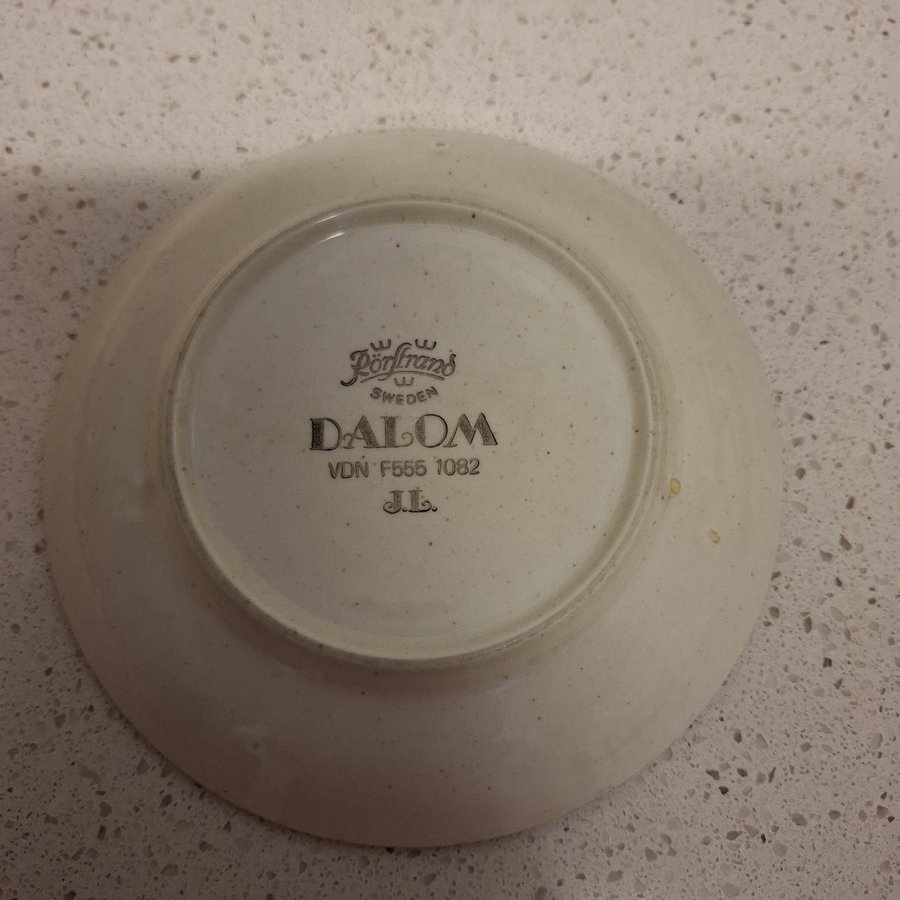 Rörstrand
SWEDEN
DALOM
VDN F555 1082
J.L.